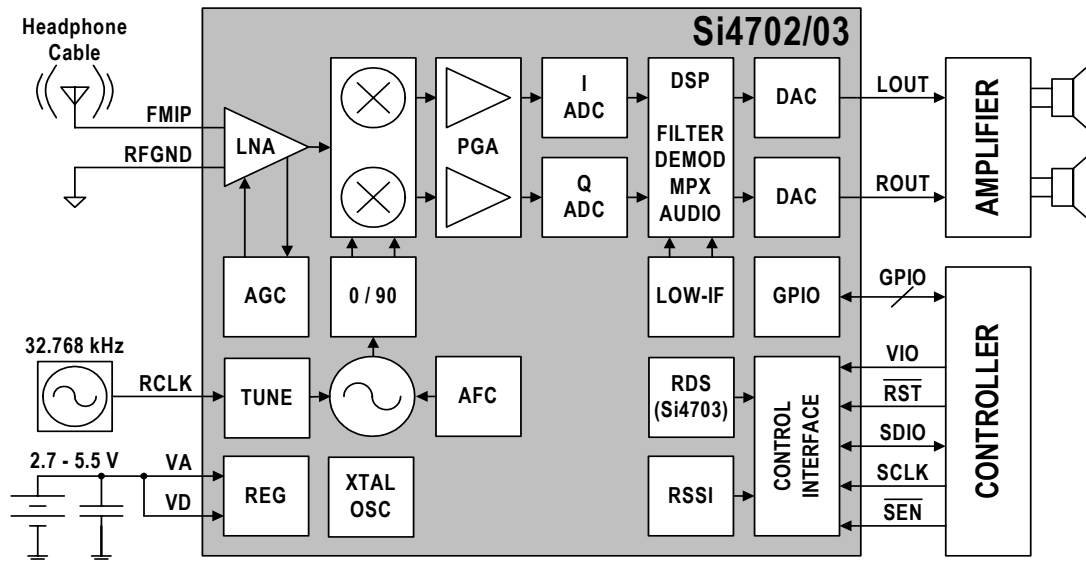 Si4702/03
Headphone
Cable
FMIP
RFGND
LNA
PGA
I
ADC
Q
ADC
DSP
FILTER
DEMOD
MPX
AUDIO
DAC
DAC
LOUT
ROUT
AMPLIFIER
AGC
0 / 90
LOW-IF
GPIO
GPIO
CONTROLLER
32.768 kHz
RCLK
TUNE
AFC
RDS
(Si4703)
CONTROL
INTERFACE
VIO
RST
SDIO
SCLK
SEN
2.7 - 5.5 V
VA
VD
REG
XTAL
OSC
RSSI